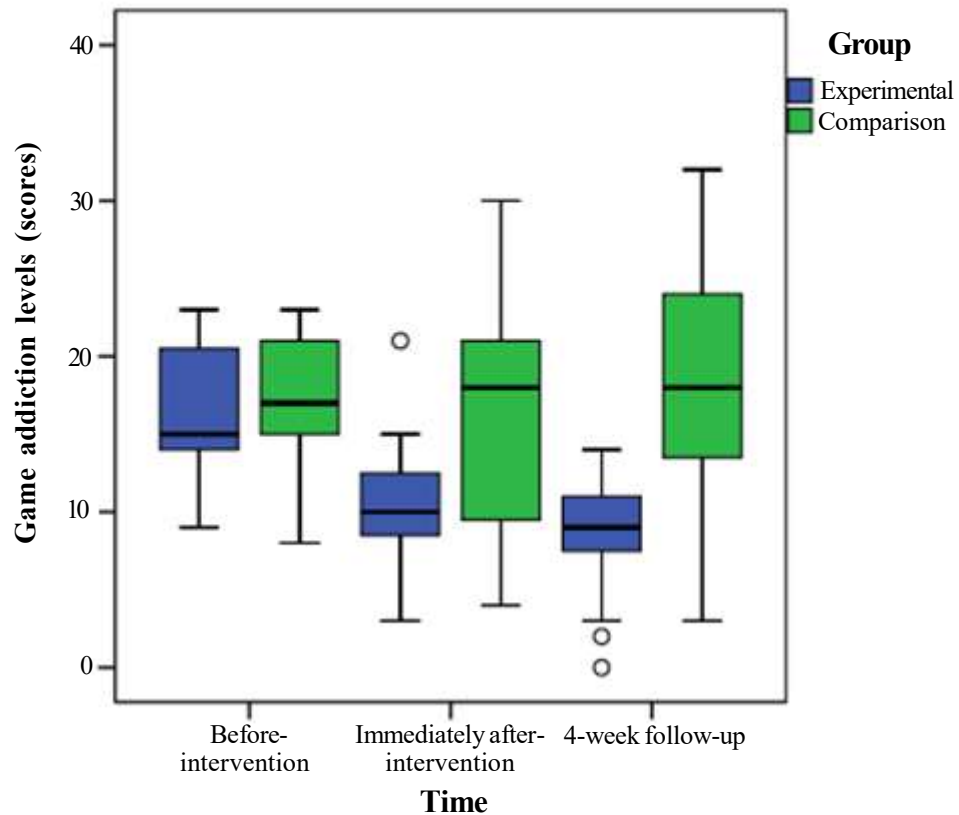 Group
Experimental
Comparison
Game addiction levels (scores)
40
30
20
10
0
Before-
intervention
Immediately after-
intervention
4-week follow-up
Time